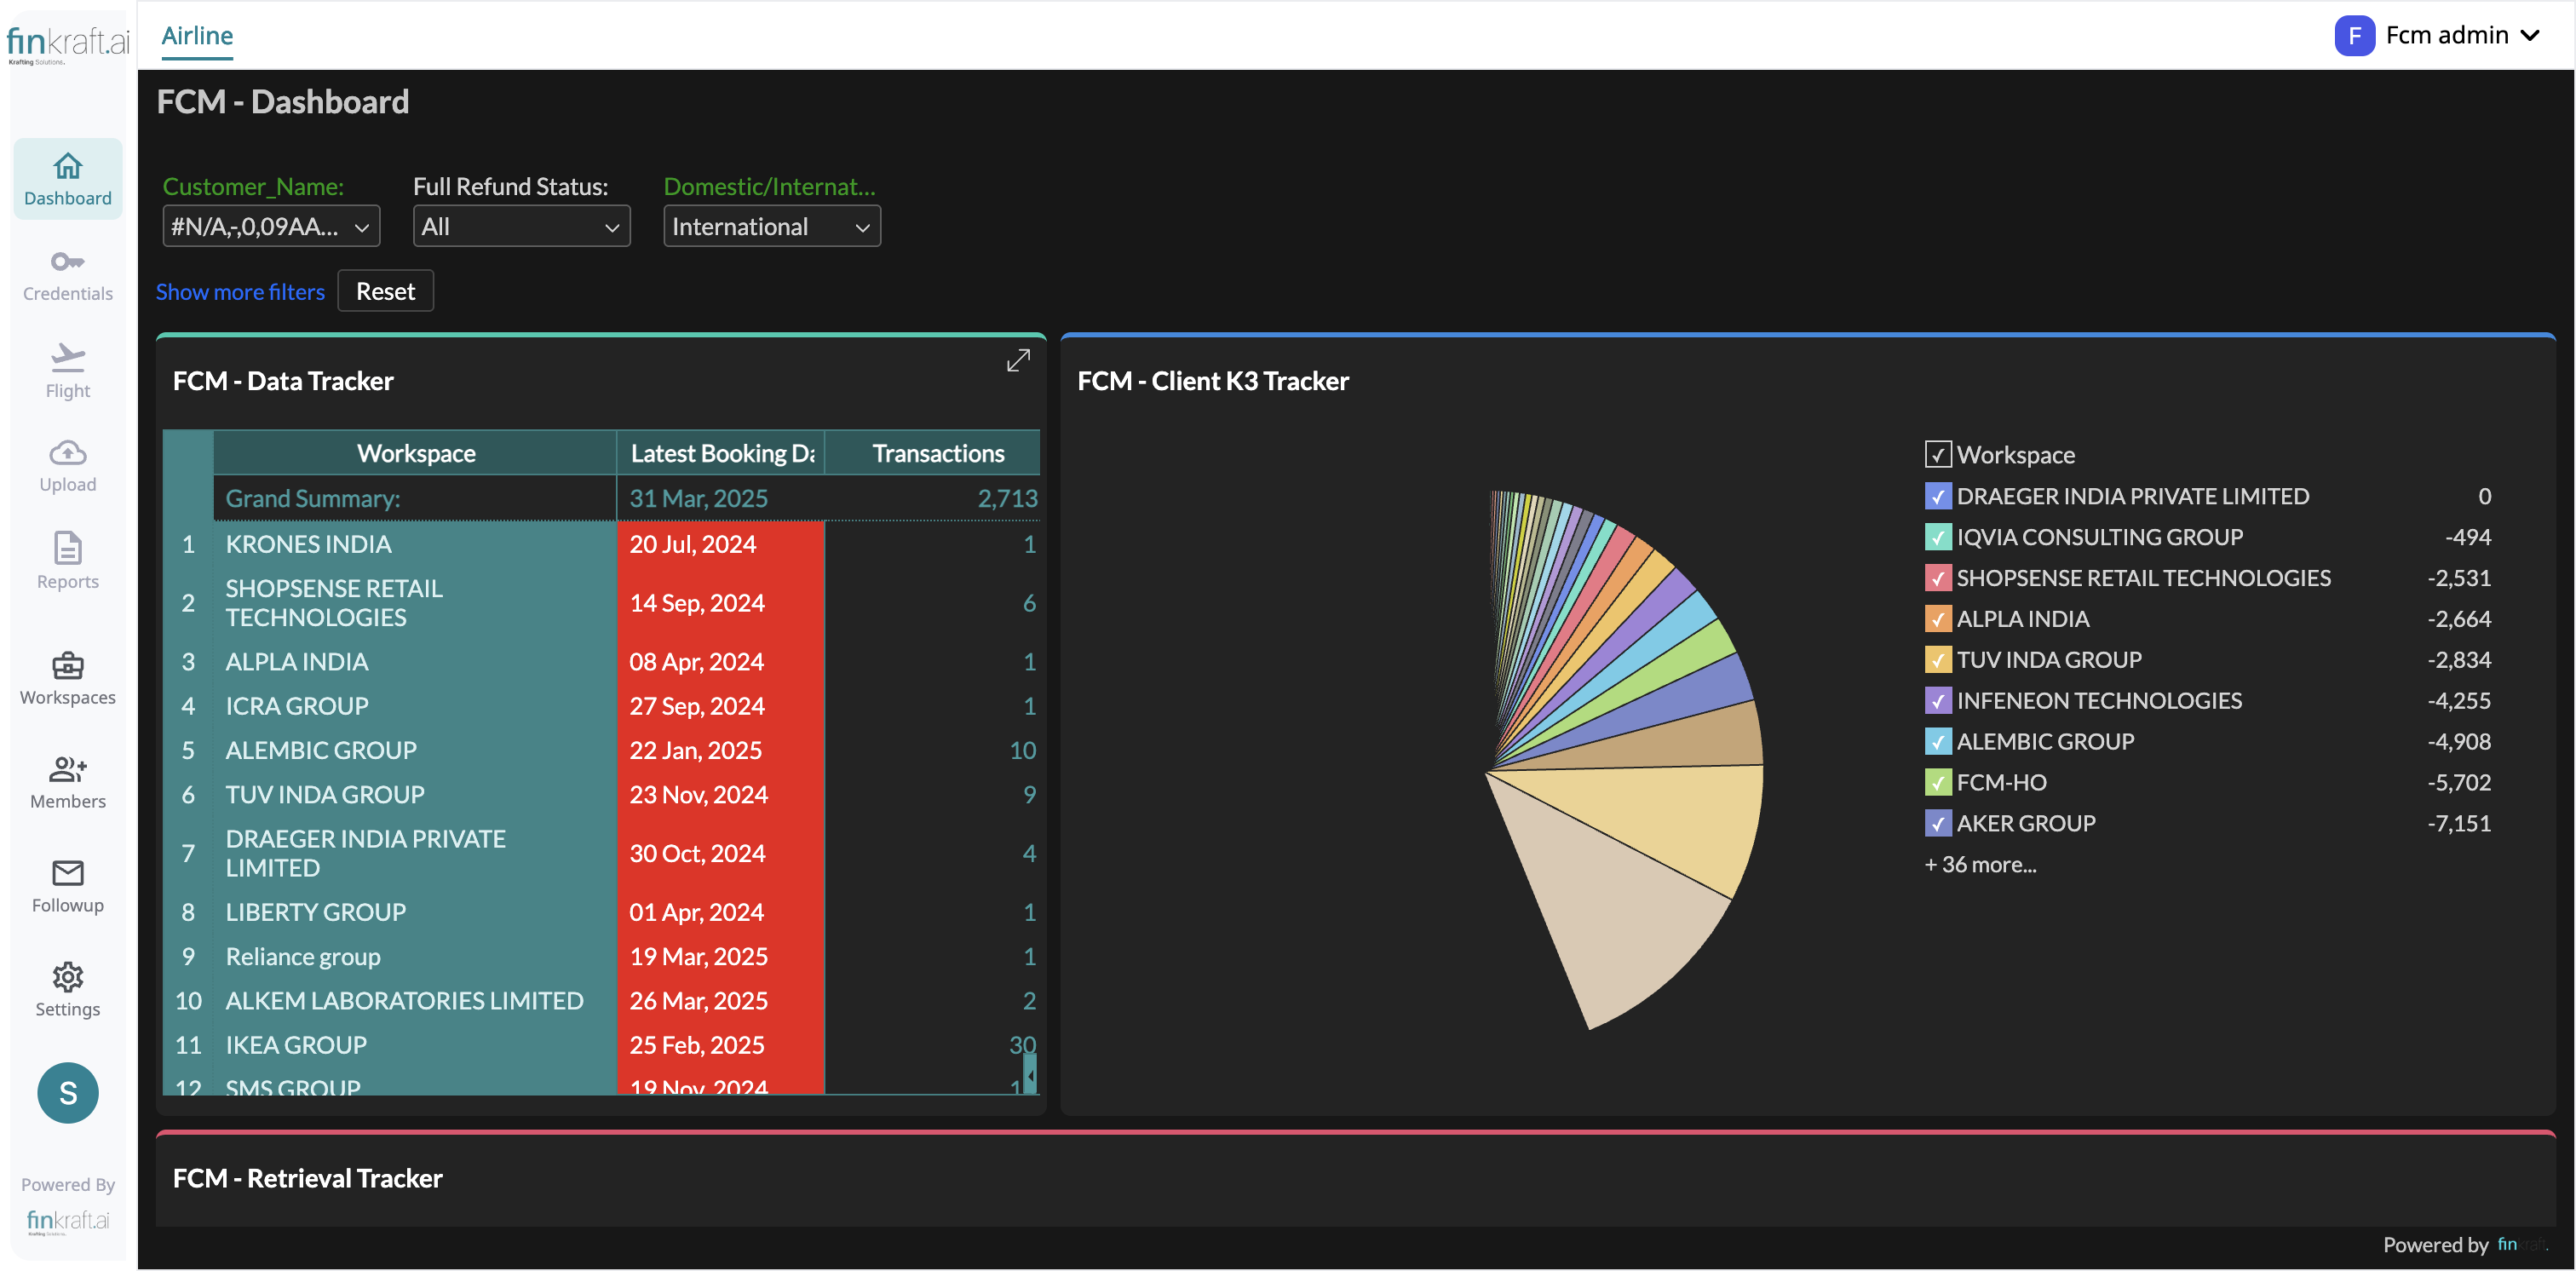 finkraft.ai
Krafting Solutions.
Airline
F
Fcm admin
Dashboard
Credentials
Flight
Upload
Reports
Workspaces
Members
Followup
Settings
S
Powered By
finkraft.ai
Krafting Solutions.
FCM - Dashboard
Customer_Name:
Full Refund Status:
Domestic/Internat...
#N/A,-,0,09AA...
All
International
Show more filters
Reset
FCM - Data Tracker
Workspace Latest Booking Da Transactions
Grand Summary: 31 Mar, 2025 2,713
1 KRONES INDIA 20 Jul, 2024 1
2 SHOPSENSE RETAIL TECHNOLOGIES 14 Sep, 2024 6
3 ALPLA INDIA 08 Apr, 2024 1
4 ICRA GROUP 27 Sep, 2024 1
5 ALEMBIC GROUP 22 Jan, 2025 10
6 TUV INDA GROUP 23 Nov, 2024 9
7 DRAEGER INDIA PRIVATE LIMITED 30 Oct, 2024 4
8 LIBERTY GROUP 01 Apr, 2024 1
9 Reliance group 19 Mar, 2025 1
10 ALKEM LABORATORIES LIMITED 26 Mar, 2025 2
11 IKEA GROUP 25 Feb, 2025 30
12 SMS GROUP 19 Nov, 2024
FCM - Client K3 Tracker
Workspace
DRAEGER INDIA PRIVATE LIMITED 0
IQVIA CONSULTING GROUP -494
SHOPSENSE RETAIL TECHNOLOGIES -2,531
ALPLA INDIA -2,664
TUV INDA GROUP -2,834
INFENEON TECHNOLOGIES -4,255
ALEMBIC GROUP -4,908
FCM-HO -5,702
AKER GROUP -7,151
+ 36 more...
FCM - Retrieval Tracker
Powered by finkraft.